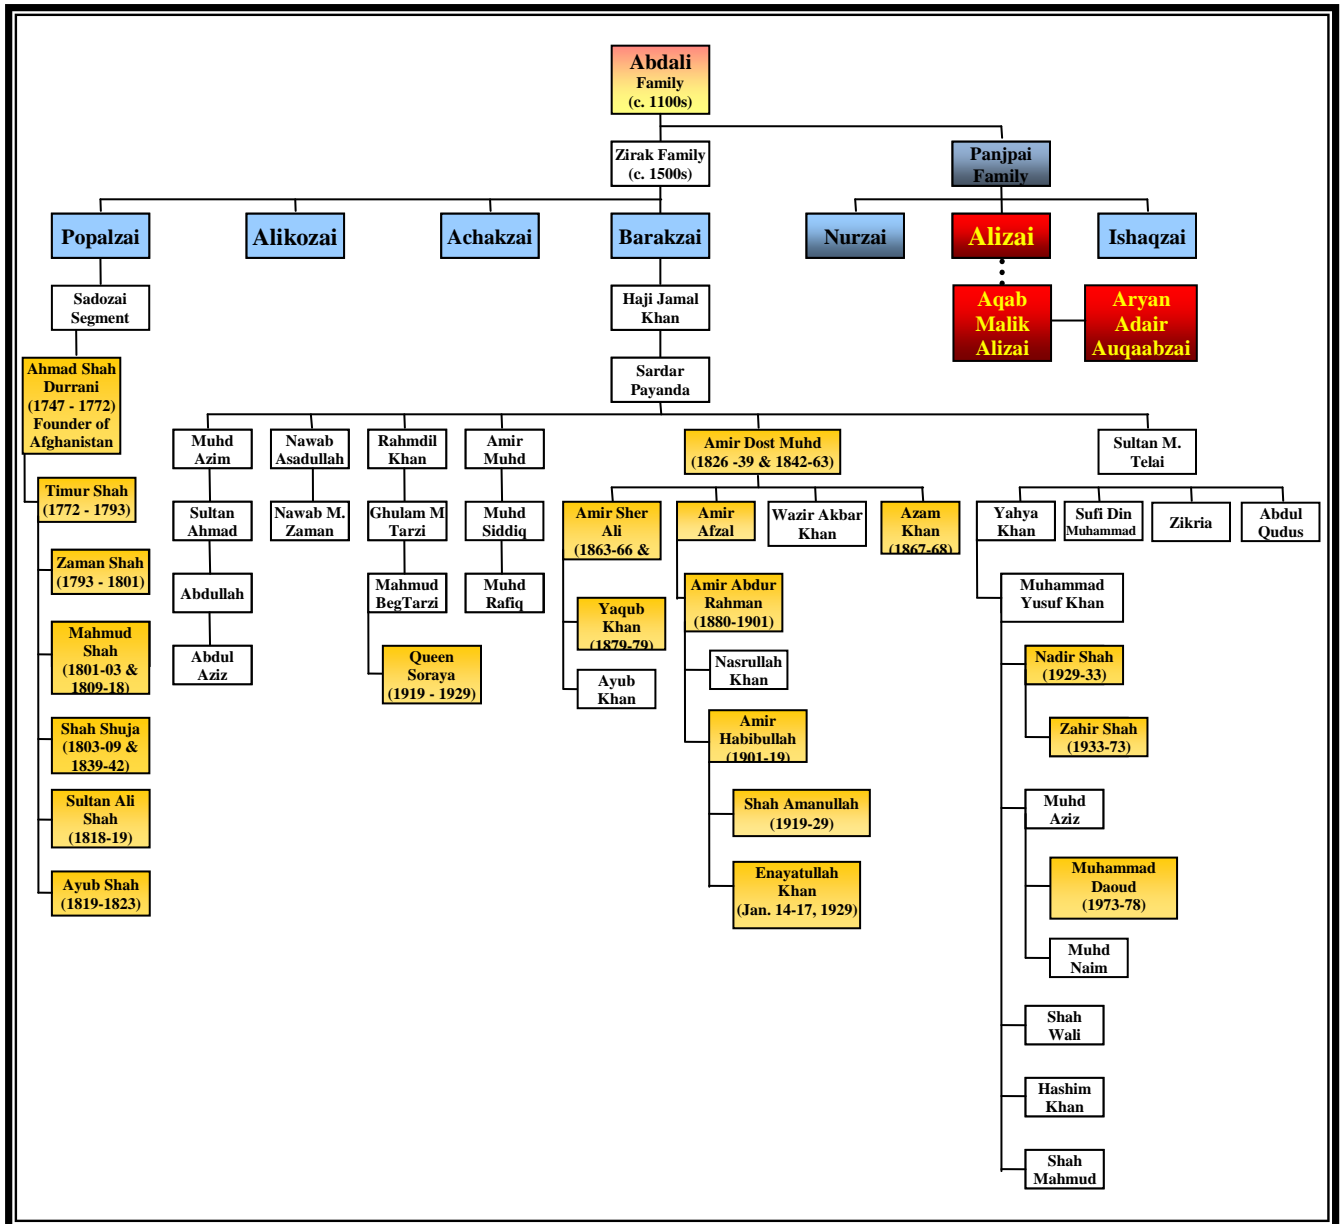 Abdali
Family
(c. 1100s)
Zirak Family
(c. 1500s)
Panjpai
Family
Popalzai
Alikozai
Achakzai
Barakzai
Nurzai
Alizai
Ishaqzai
Sadozai
Segment
Haji Jamal
Khan
Aqab
Malik
Alizai
Aryan
Adair
Auqaabzai
Sardar
Payanda
Ahmad Shah
Durrani
(1747 - 1772)
Founder of
Afghanistan
Muhd
Azim
Nawab
Asadullah
Rahmdil
Khan
Amir
Muhd
Amir Dost Muhd
(1826 -39 & 1842-63)
Sultan M.
Telai
Timur Shah
(1772 - 1793)
Sultan
Ahmad
Nawab M.
Zaman
Ghulam M
Tarzi
Muhd
Siddiq
Amir Sher
Ali
(1863-66 &
Amir
Afzal
Wazir Akbar
Khan
Azam
Khan
(1867-68)
Yahya
Khan
Sufi Din
Muhammad
Zikria
Abdul
Qudus
Zaman Shah
(1793 - 1801)
Abdullah
Mahmud
BegTarzi
Muhd
Rafiq
Yaqub
Khan
(1879-79)
Amir Abdur
Rahman
(1880-1901)
Muhammad
Yusuf Khan
Mahmud
Shah
(1801-03 &
1809-18)
Abdul
Aziz
Queen
Soraya
(1919 - 1929)
Ayub
Khan
Nasrullah
Khan
Nadir Shah
(1929-33)
Shah Shuja
(1803-09 &
1839-42)
Amir
Habibullah
(1901-19)
Zahir Shah
(1933-73)
Sultan Ali
Shah
(1818-19)
Shah Amanullah
(1919-29)
Muhd
Aziz
Ayub Shah
(1819-1823)
Enayatullah
Khan
(Jan. 14-17, 1929)
Muhammad
Daoud
(1973-78)
Muhd
Naim
Shah
Wali
Hashim
Khan
Shah
Mahmud